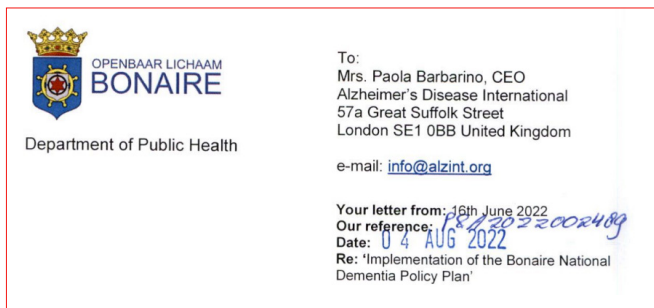 OPENBAAR LICHAAM
BONAIRE
Department of Public Health
To:
Mrs. Paola Barbarino, CEO
Alzheimer's Disease International
57a Great Suffolk Street
London SE1 0BB United Kingdom
e-mail: info@alzint.org
Your letter from: 16th June 2022
Our reference: P&A2022002489
Date: 04 AUG 2022
Re: 'Implementation of the Bonaire National
Dementia Policy Plan'